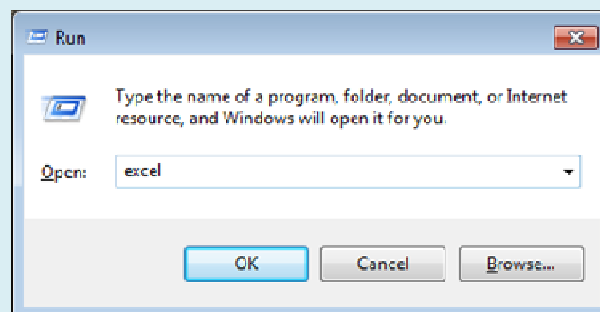 Run
Type the name of a program, folder, document, or Internet
resource, and Windows will open it for you.
Open: excel
OK Cancel Browse...